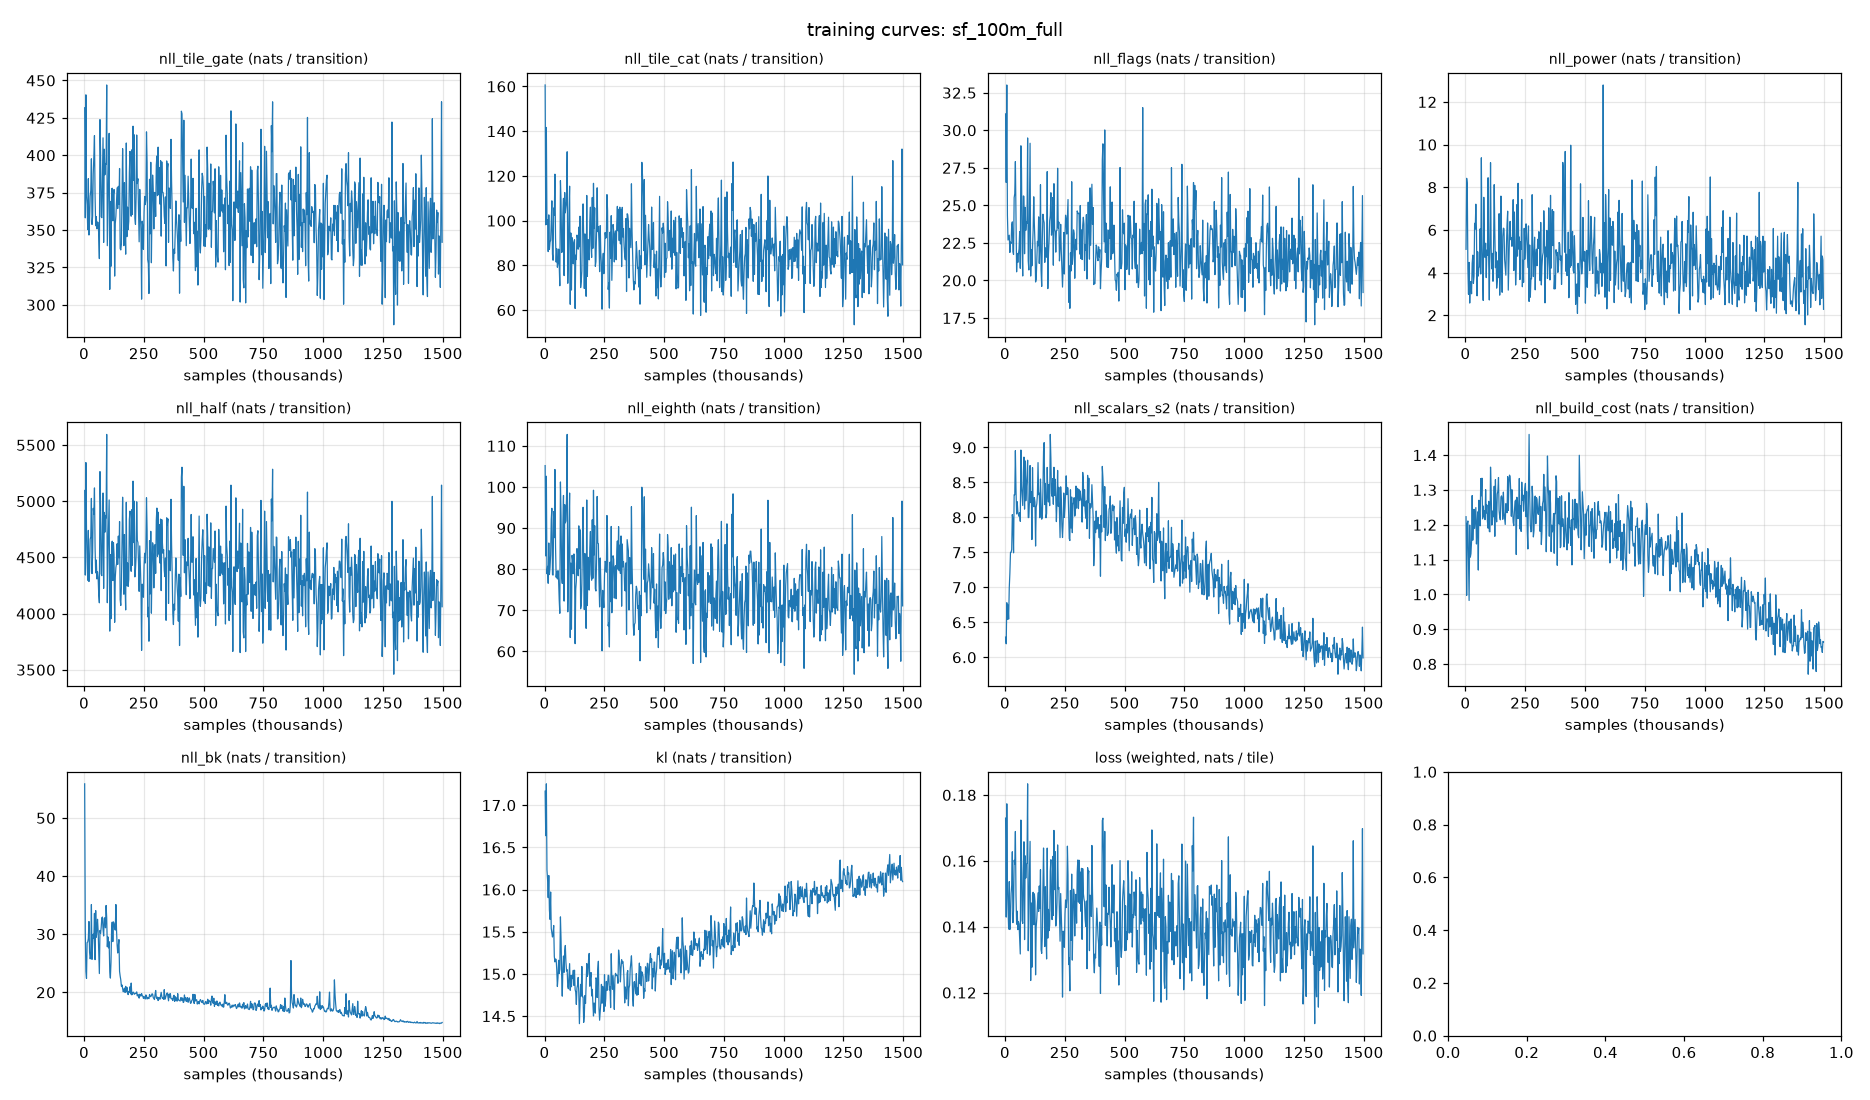 training curves: sf_100m_full
nll_tile_gate (nats / transition)
450
425
400
375
350
325
300
0 250 500 750 1000 1250 1500
samples (thousands)
nll_tile_cat (nats / transition)
160
140
120
100
80
60
0 250 500 750 1000 1250 1500
samples (thousands)
nll_flags (nats / transition)
32.5
30.0
27.5
25.0
22.5
20.0
17.5
0 250 500 750 1000 1250 1500
samples (thousands)
nll_power (nats / transition)
12
10
8
6
4
2
0 250 500 750 1000 1250 1500
samples (thousands)
nll_half (nats / transition)
5500
5000
4500
4000
3500
0 250 500 750 1000 1250 1500
samples (thousands)
nll_eighth (nats / transition)
110
100
90
80
70
60
0 250 500 750 1000 1250 1500
samples (thousands)
nll_scalars_s2 (nats / transition)
9.0
8.5
8.0
7.5
7.0
6.5
6.0
0 250 500 750 1000 1250 1500
samples (thousands)
nll_build_cost (nats / transition)
1.4
1.3
1.2
1.1
1.0
0.9
0.8
0 250 500 750 1000 1250 1500
samples (thousands)
nll_bk (nats / transition)
50
40
30
20
0 250 500 750 1000 1250 1500
samples (thousands)
kl (nats / transition)
17.0
16.5
16.0
15.5
15.0
14.5
0 250 500 750 1000 1250 1500
samples (thousands)
loss (weighted, nats / tile)
0.18
0.16
0.14
0.12
0 250 500 750 1000 1250 1500
samples (thousands)
1.0
0.8
0.6
0.4
0.2
0.0
0.0 0.2 0.4 0.6 0.8 1.0